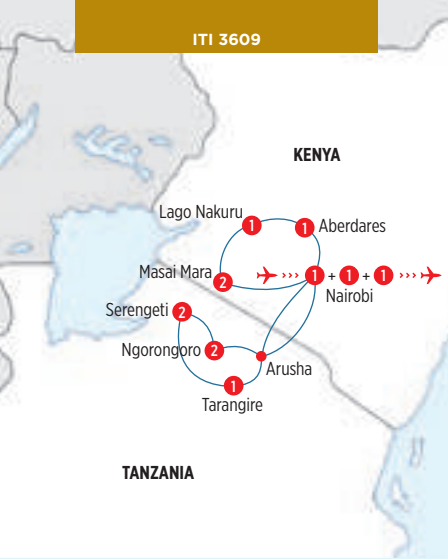 ITI 3609
KENYA
Lago Nakuru
1
1
Aberdares
Masai Mara
2
1 + 1 + 1
Nairobi
Serengeti
2
Ngorongoro
2
Arusha
1
Tarangire
TANZANIA